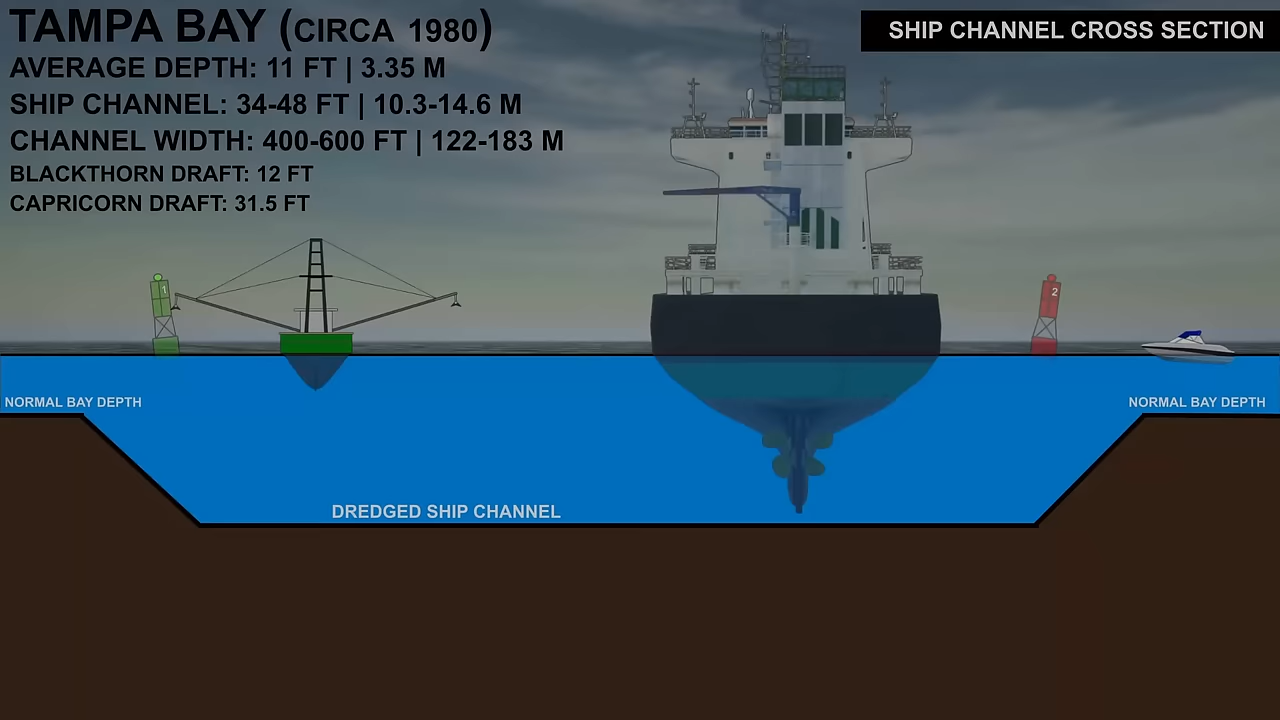 TAMPA BAY (CIRCA 1980)
SHIP CHANNEL CROSS SECTION
AVERAGE DEPTH: 11 FT | 3.35 M
SHIP CHANNEL: 34-48 FT | 10.3-14.6 M
CHANNEL WIDTH: 400-600 FT | 122-183 M
BLACKTHORN DRAFT: 12 FT
CAPRICORN DRAFT: 31.5 FT
1
2
NORMAL BAY DEPTH
NORMAL BAY DEPTH
DREDGED SHIP CHANNEL